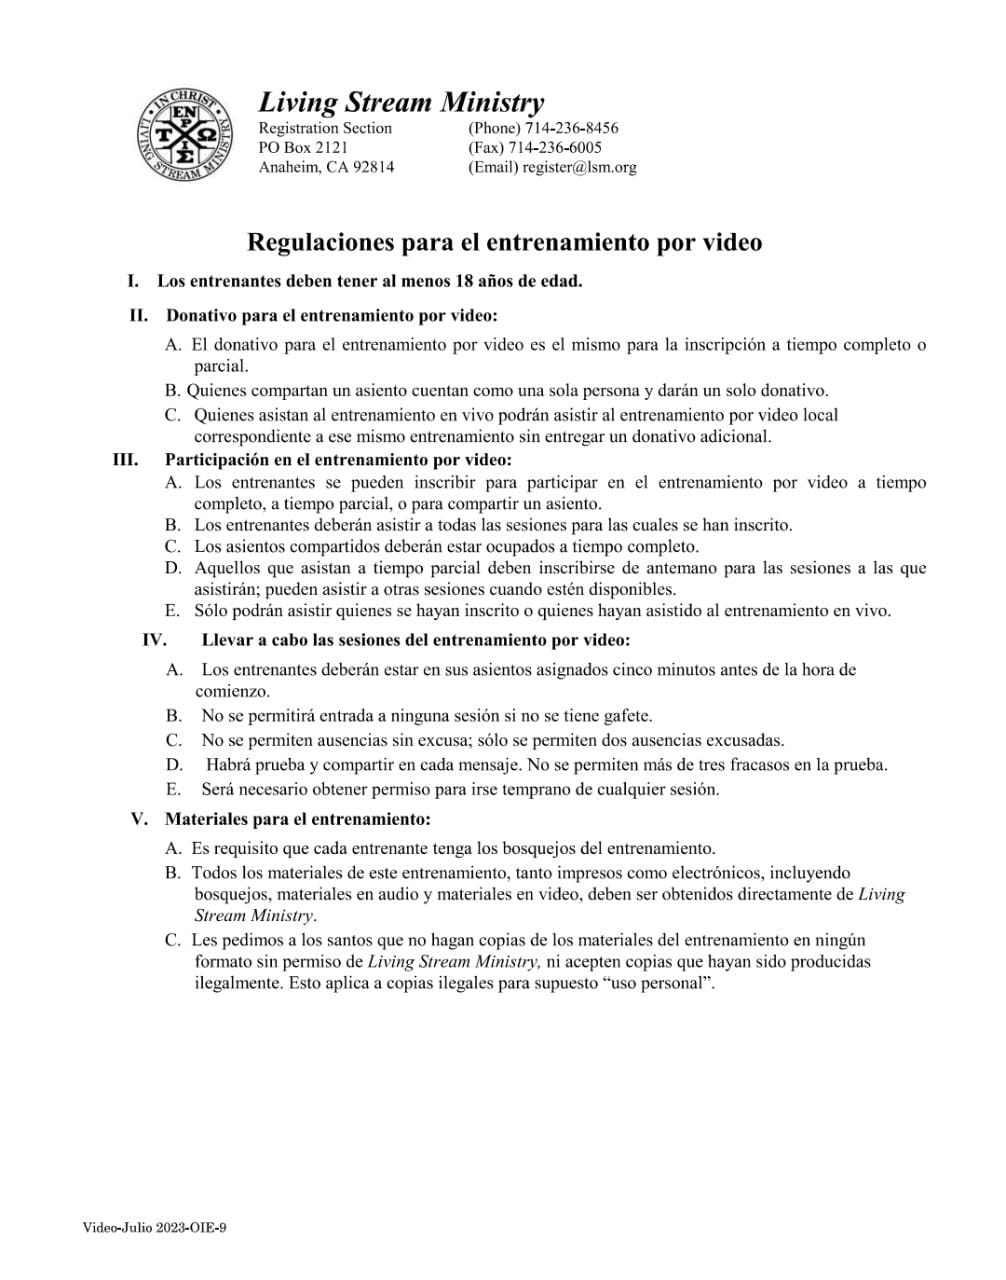 IN CHRIST
LIVING STREAM MINISTRY
EN
P
T X Ω
I
Σ
Living Stream Ministry
Registration Section (Phone) 714-236-8456
PO Box 2121 (Fax) 714-236-6005
Anaheim, CA 92814 (Email) register@lsm.org
Regulaciones para el entrenamiento por video
I. Los entrenantes deben tener al menos 18 años de edad.
II. Donativo para el entrenamiento por video:
A. El donativo para el entrenamiento por video es el mismo para la inscripción a tiempo completo o
parcial.
B. Quienes compartan un asiento cuentan como una sola persona y darán un solo donativo.
C. Quienes asistan al entrenamiento en vivo podrán asistir al entrenamiento por video local
correspondiente a ese mismo entrenamiento sin entregar un donativo adicional.
III. Participación en el entrenamiento por video:
A. Los entrenantes se pueden inscribir para participar en el entrenamiento por video a tiempo
completo, a tiempo parcial, o para compartir un asiento.
B. Los entrenantes deberán asistir a todas las sesiones para las cuales se han inscrito.
C. Los asientos compartidos deberán estar ocupados a tiempo completo.
D. Aquellos que asistan a tiempo parcial deben inscribirse de antemano para las sesiones a las que
asistirán; pueden asistir a otras sesiones cuando estén disponibles.
E. Sólo podrán asistir quienes se hayan inscrito o quienes hayan asistido al entrenamiento en vivo.
IV. Llevar a cabo las sesiones del entrenamiento por video:
A. Los entrenantes deberán estar en sus asientos asignados cinco minutos antes de la hora de
comienzo.
B. No se permitirá entrada a ninguna sesión si no se tiene gafete.
C. No se permiten ausencias sin excusa; sólo se permiten dos ausencias excusadas.
D. Habrá prueba y compartir en cada mensaje. No se permiten más de tres fracasos en la prueba.
E. Será necesario obtener permiso para irse temprano de cualquier sesión.
V. Materiales para el entrenamiento:
A. Es requisito que cada entrenante tenga los bosquejos del entrenamiento.
B. Todos los materiales de este entrenamiento, tanto impresos como electrónicos, incluyendo
bosquejos, materiales en audio y materiales en video, deben ser obtenidos directamente de Living
Stream Ministry.
C. Les pedimos a los santos que no hagan copias de los materiales del entrenamiento en ningún
formato sin permiso de Living Stream Ministry, ni acepten copias que hayan sido producidas
ilegalmente. Esto aplica a copias ilegales para supuesto “uso personal”.
Video-Julio 2023-OIE-9